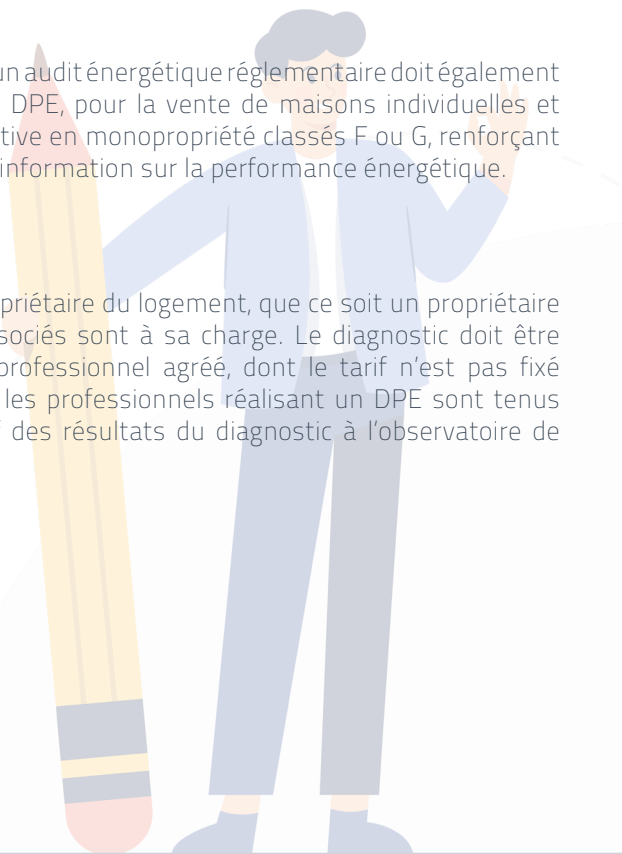 un audit énergétique réglementaire doit également
DPE, pour la vente de maisons individuelles et
tive en monopropriété classés F ou G, renforçant
information sur la performance énergétique.
priétaire du logement, que ce soit un propriétaire
sociés sont à sa charge. Le diagnostic doit être
professionnel agréé, dont le tarif n’est pas fixé
les professionnels réalisant un DPE sont tenus
des résultats du diagnostic à l’observatoire de